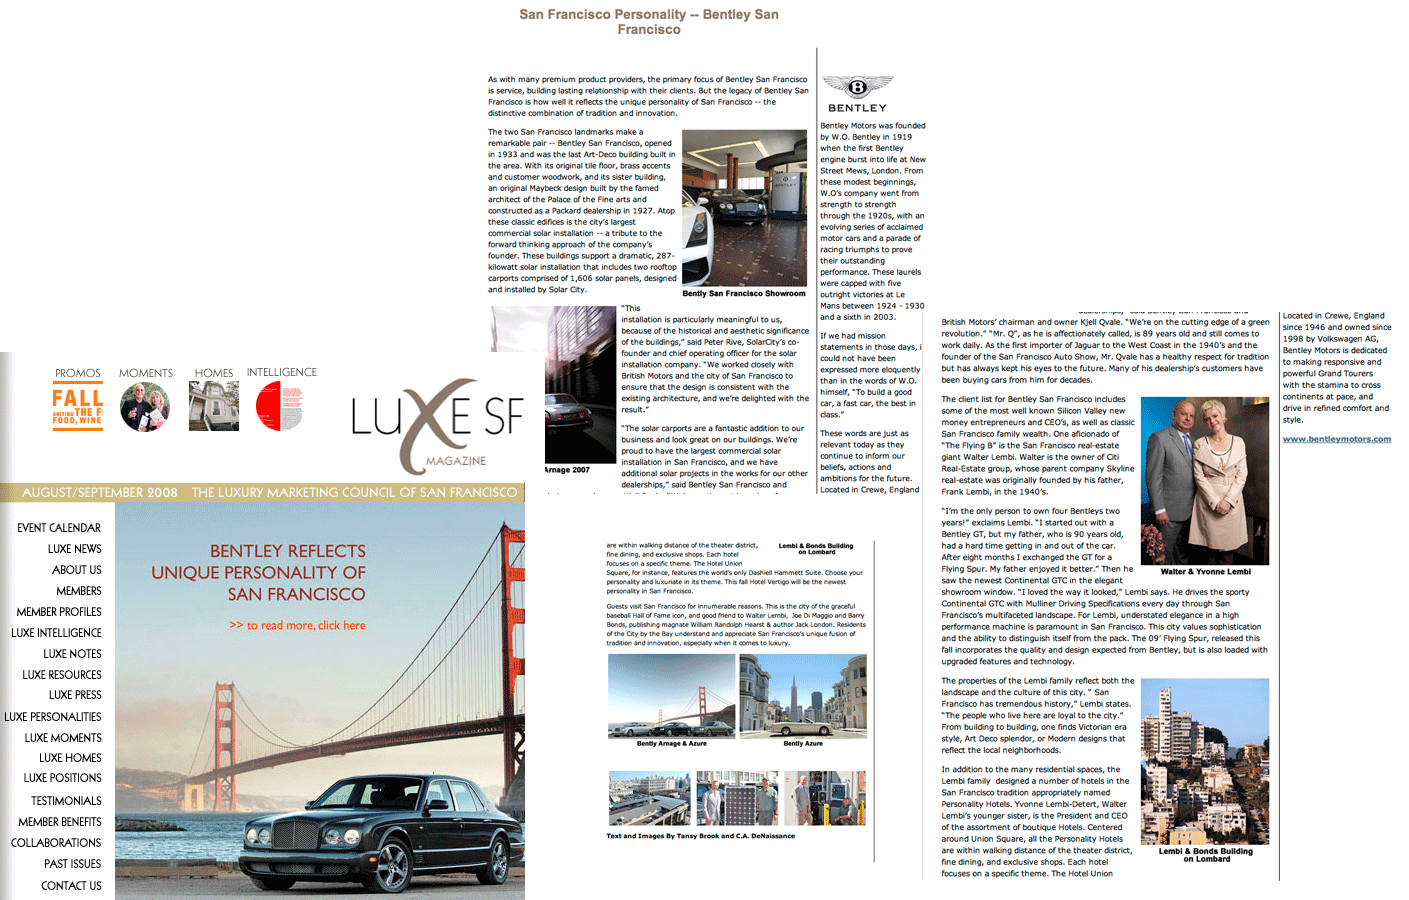 San Francisco Personality -- Bentley San
Francisco
As with many premium product providers, the primary focus of Bentley San Francisco
is service, building lasting relationship with their clients. But the legacy of Bentley San
Francisco is how well it reflects the unique personality of San Francisco -- the
distinctive combination of tradition and innovation.
The two San Francisco landmarks make a
remarkable pair -- Bentley San Francisco, opened
in 1933 and was the last Art-Deco building built in
the area. With its original tile floor, brass accents
and customer woodwork, and its sister building,
an original Maybeck design built by the famed
architect of the Palace of the Fine arts and
constructed as a Packard dealership in 1927. Atop
these classic edifices is the city's largest
commercial solar installation -- a tribute to the
forward thinking approach of the company's
founder. These buildings support a dramatic, 287-
kilowatt solar installation that includes two rooftop
carports comprised of 1,606 solar panels, designed
and installed by Solar City.
BENTLEY
Bently San Francisco Showroom
"This
installation is particularly meaningful to us,
because of the historical and aesthetic significance
of the buildings," said Peter Rive, SolarCity's co-
founder and chief operating officer for the solar
installation company. "We worked closely with
British Motors and the city of San Francisco to
ensure that the design is consistent with the
existing architecture, and we're delighted with the
result."
"The solar carports are a fantastic addition to our
business and look great on our buildings. We're
proud to have the largest commercial solar
installation in San Francisco, and we have
additional solar projects in the works for our other
dealerships," said Bentley San Francisco and
Arnage 2007
B
BENTLEY
Bentley Motors was founded
by W.O. Bentley in 1919
when the first Bentley
engine burst into life at New
Street Mews, London. From
these modest beginnings,
W.O's company went from
strength to strength
through the 1920s, with an
evolving series of acclaimed
motor cars and a parade of
racing triumphs to prove
their outstanding
performance. These laurels
were capped with five
outright victories at Le
Mans between 1924 - 1930
and a sixth in 2003.
If we had mission
statements in those days, i
could not have been
expressed more eloquently
than in the words of W.O.
himself, "To build a good
car, a fast car, the best in
class."
These words are just as
relevant today as they
continue to inform our
beliefs, actions and
ambitions for the future.
Located in Crewe, England
PROMOS
MOMENTS
HOMES
INTELLIGENCE
FALL
UNITING THE F
FOOD, WINE
LUXE SF
MAGAZINE
AUGUST/SEPTEMBER 2008 THE LUXURY MARKETING COUNCIL OF SAN FRANCISCO
EVENT CALENDAR
LUXE NEWS
ABOUT US
MEMBERS
MEMBER PROFILES
LUXE INTELLIGENCE
LUXE NOTES
LUXE RESOURCES
LUXE PRESS
LUXE PERSONALITIES
LUXE MOMENTS
LUXE HOMES
LUXE POSITIONS
TESTIMONIALS
MEMBER BENEFITS
COLLABORATIONS
PAST ISSUES
CONTACT US
BENTLEY REFLECTS
UNIQUE PERSONALITY OF
SAN FRANCISCO
>> to read more, click here
are within walking distance of the theater district,
fine dining, and exclusive shops. Each hotel
focuses on a specific theme. The Hotel Union
Square, for instance, features the world's only Dashiell Hammett Suite. Choose your
personality and luxuriate in its theme. This fall Hotel Vertigo will be the newest
personality in San Francisco.
Lembi & Bonds Building
on Lombard
Guests visit San Francisco for innumerable reasons. This is the city of the graceful
baseball Hall of Fame icon, and good friend to Walter Lembi, Joe Di Maggio and Barry
Bonds, publishing magnate William Randolph Hearst & author Jack London. Residents
of the City by the Bay understand and appreciate San Francisco's unique fusion of
tradition and innovation, especially when it comes to luxury.
Bently Arnage & Azure
Bently Azure
Text and Images By Tansy Brook and C.A. DeNaissance
British Motors' chairman and owner Kjell Qvale. "We're on the cutting edge of a green
revolution." "Mr. Q", as he is affectionately called, is 89 years old and still comes to
work daily. As the first importer of Jaguar to the West Coast in the 1940's and the
founder of the San Francisco Auto Show, Mr. Qvale has a healthy respect for tradition
but has always kept his eyes to the future. Many of his dealership's customers have
been buying cars from him for decades.
The client list for Bentley San Francisco includes
some of the most well known Silicon Valley new
money entrepreneurs and CEO's, as well as classic
San Francisco family wealth. One aficionado of
"The Flying B" is the San Francisco real-estate
giant Walter Lembi. Walter is the owner of Citi
Real-Estate group, whose parent company Skyline
real-estate was originally founded by his father,
Frank Lembi, in the 1940's.
"I'm the only person to own four Bentleys two
years!" exclaims Lembi. "I started out with a
Bentley GT, but my father, who is 90 years old,
had a hard time getting in and out of the car.
After eight months I exchanged the GT for a
Flying Spur. My father enjoyed it better." Then he
saw the newest Continental GTC in the elegant
showroom window. "I loved the way it looked," Lembi says. He drives the sporty
Continental GTC with Mulliner Driving Specifications every day through San
Francisco's multifaceted landscape. For Lembi, understated elegance in a high
performance machine is paramount in San Francisco. This city values sophistication
and the ability to distinguish itself from the pack. The 09' Flying Spur, released this
fall incorporates the quality and design expected from Bentley, but is also loaded with
upgraded features and technology.
Walter & Yvonne Lembi
The properties of the Lembi family reflect both the
landscape and the culture of this city. " San
Francisco has tremendous history," Lembi states.
"The people who live here are loyal to the city."
From building to building, one finds Victorian era
style, Art Deco splendor, or Modern designs that
reflect the local neighborhoods.
In addition to the many residential spaces, the
Lembi family designed a number of hotels in the
San Francisco tradition appropriately named
Personality Hotels. Yvonne Lembi-Detert, Walter
Lembi's younger sister, is the President and CEO
of the assortment of boutique Hotels. Centered
around Union Square, all the Personality Hotels
are within walking distance of the theater district,
fine dining, and exclusive shops. Each hotel
focuses on a specific theme. The Hotel Union
Lembi & Bonds Building
on Lombard
Located in Crewe, England
since 1946 and owned since
1998 by Volkswagen AG,
Bentley Motors is dedicated
to making responsive and
powerful Grand Tourers
with the stamina to cross
continents at pace, and
drive in refined comfort and
style.
www.bentleymotors.com